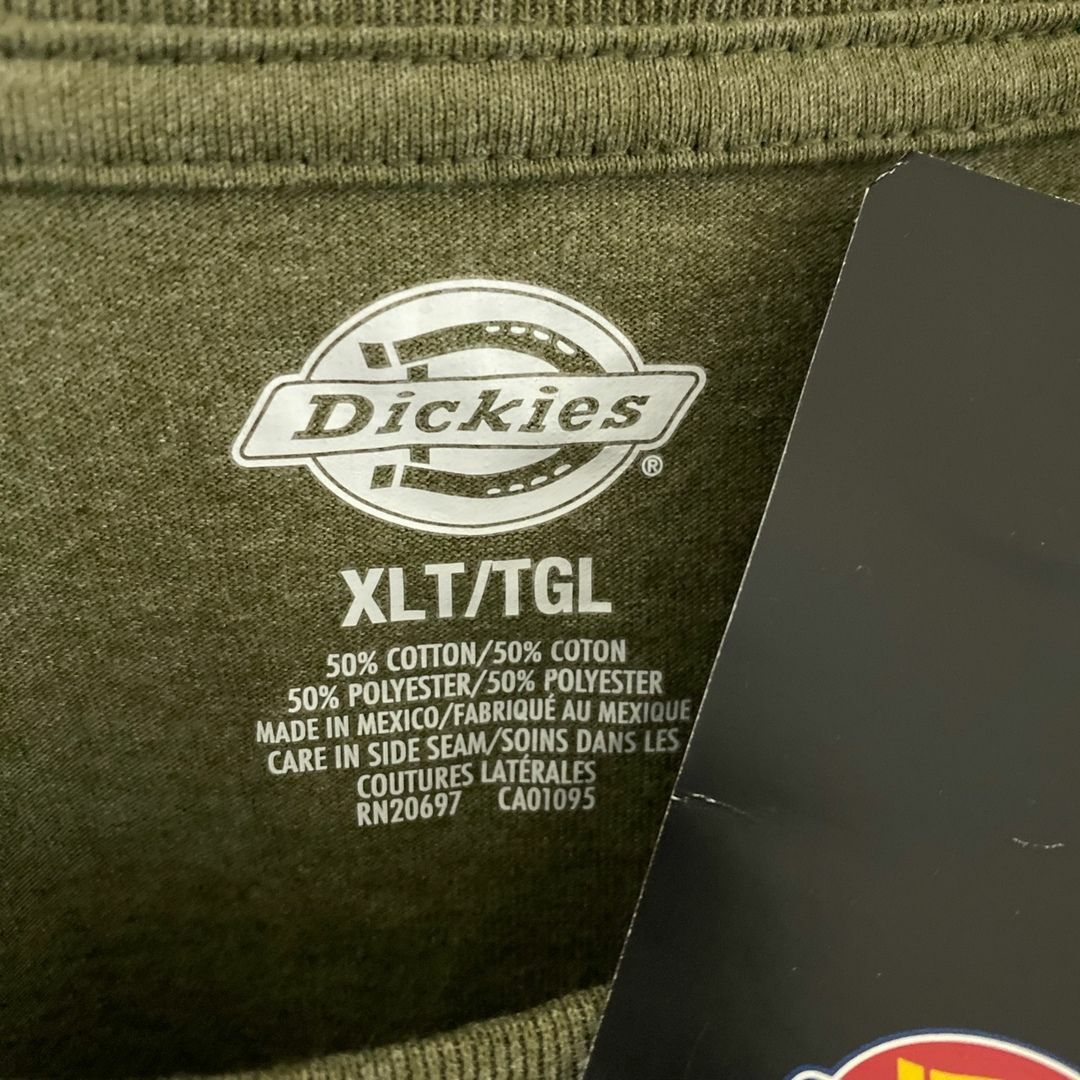 Dickies
®
XLT/TGL
50% COTTON/50% COTON
50% POLYESTER/50% POLYESTER
MADE IN MEXICO/FABRIQUÉ AU MEXIQUE
CARE IN SIDE SEAM/SOINS DANS LES
COUTURES LATÉRALES
RN20697 CA01095